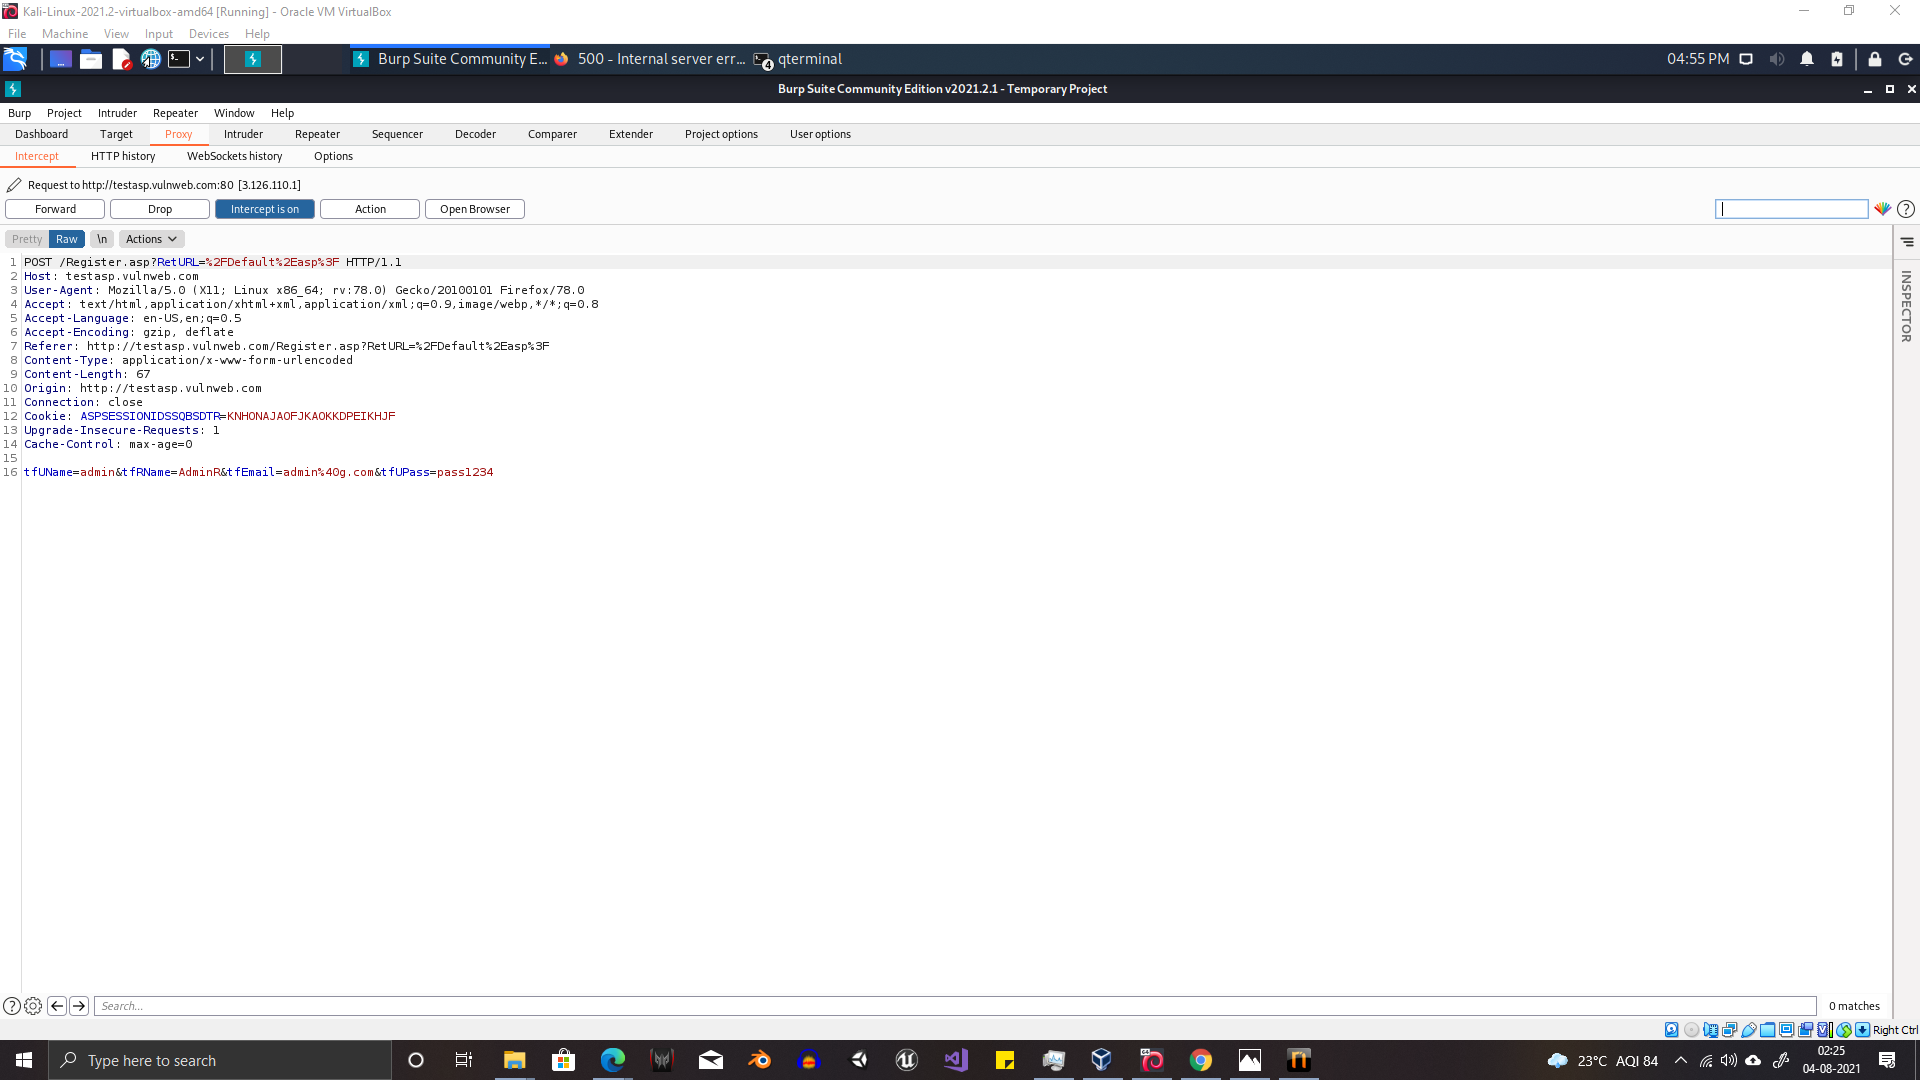 Kali-Linux-2021.2-virtualbox-amd64 [Running] - Oracle VM VirtualBox
File Machine View Input Devices Help
Burp Suite Community E... 500 - Internal server err... 4 qterminal 04:55 PM
Burp Suite Community Edition v2021.2.1 - Temporary Project
Burp Project Intruder Repeater Window Help
Dashboard Target Proxy Intruder Repeater Sequencer Decoder Comparer Extender Project options User options
Intercept HTTP history WebSockets history Options
Request to http://testasp.vulnweb.com:80 [3.126.110.1]
Forward Drop Intercept is on Action Open Browser ?
Pretty Raw \n Actions
INSPECTOR
1 POST /Register.asp?RetURL=%2FDefault%2Easp%3F HTTP/1.1
2 Host: testasp.vulnweb.com
3 User-Agent: Mozilla/5.0 (X11; Linux x86_64; rv:78.0) Gecko/20100101 Firefox/78.0
4 Accept: text/html,application/xhtml+xml,application/xml;q=0.9,image/webp,*/*;q=0.8
5 Accept-Language: en-US,en;q=0.5
6 Accept-Encoding: gzip, deflate
7 Referer: http://testasp.vulnweb.com/Register.asp?RetURL=%2FDefault%2Easp%3F
8 Content-Type: application/x-www-form-urlencoded
9 Content-Length: 67
10 Origin: http://testasp.vulnweb.com
11 Connection: close
12 Cookie: ASPSESSIONIDSSQBSDTR=KNHONAJAOFJKAOKKDPEIKHJF
13 Upgrade-Insecure-Requests: 1
14 Cache-Control: max-age=0
15
16 tfUName=admin&tfRName=AdminR&tfEmail=admin%40g.com&tfUPass=pass1234
? Search... 0 matches
Right Ctrl
Type here to search 23°C AQI 84 02:25
04-08-2021